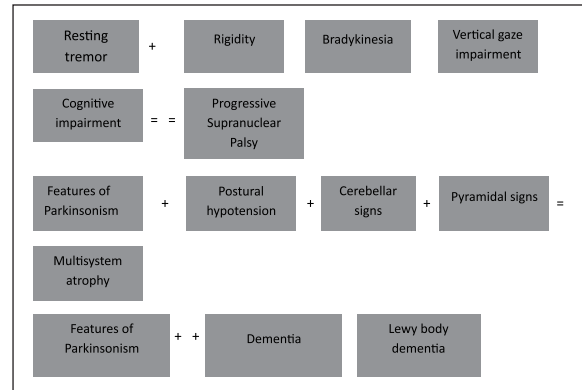 Resting tremor + Rigidity Bradykinesia Vertical gaze impairment
Cognitive impairment = = Progressive Supranuclear Palsy
Features of Parkinsonism + Postural hypotension + Cerebellar signs + Pyramidal signs =
Multisystem atrophy
Features of Parkinsonism + + Dementia Lewy body dementia